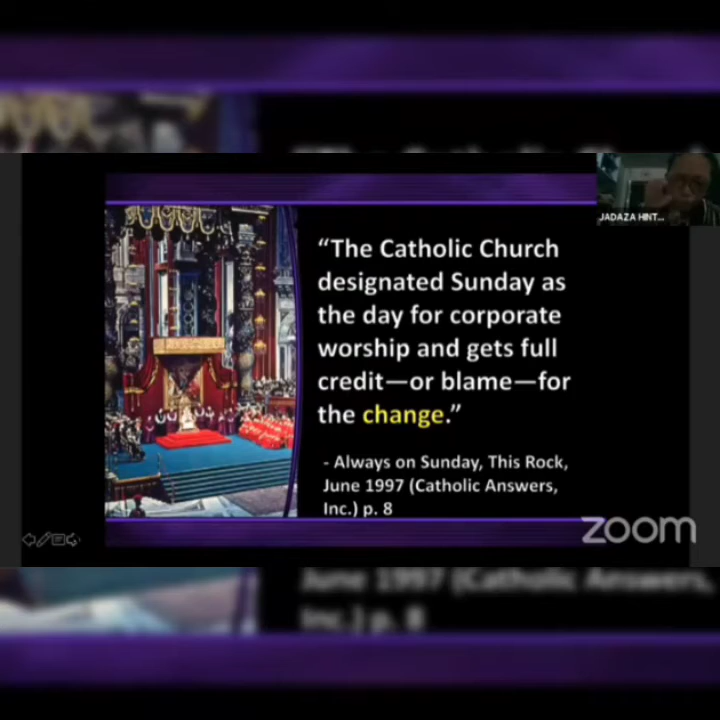 JADAZA HINT...
“The Catholic Church
designated Sunday as
the day for corporate
worship and gets full
credit—or blame—for
the change.”
- Always on Sunday, This Rock,
June 1997 (Catholic Answers,
Inc.) p. 8
zoom
June 1997 (Catholic Answers,
Inc.) p. 8